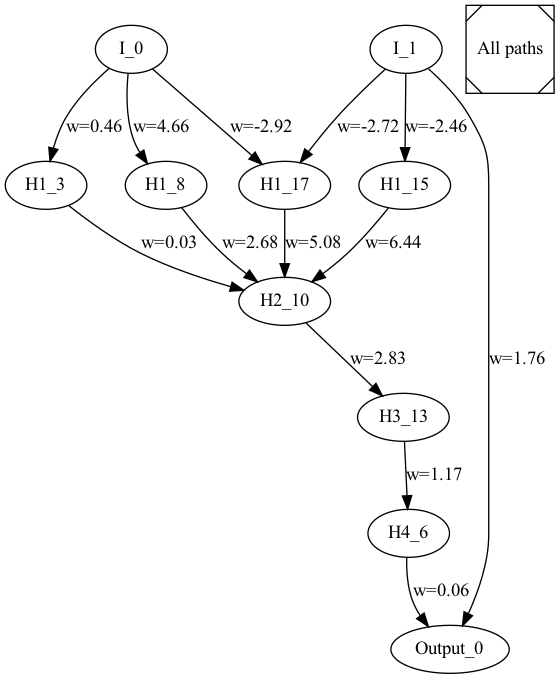 I_0
I_1
All paths
w=0.46
w=4.66
w=-2.92
w=-2.72
w=-2.46
H1_3
H1_8
H1_17
H1_15
w=0.03
w=2.68
w=5.08
w=6.44
H2_10
w=2.83
w=1.76
H3_13
w=1.17
H4_6
w=0.06
Output_0